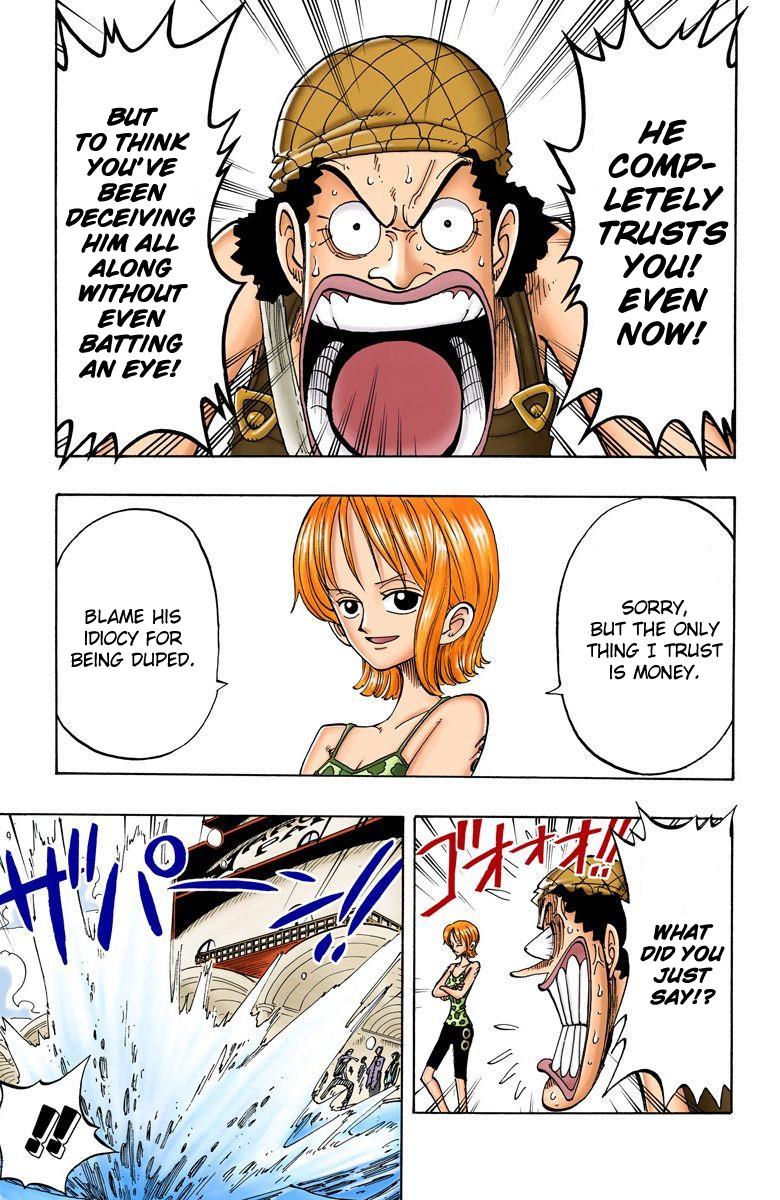 HE
COMP-
LETELY
TRUSTS
YOU!
EVEN
NOW!
BUT
TO THINK
YOU'VE
BEEN
DECEIVING
HIM ALL
ALONG
WITHOUT
EVEN
BATTING
AN EYE!
SORRY,
BUT THE ONLY
THING I TRUST
IS MONEY.
BLAME HIS
IDIOCY FOR
BEING DUPED.
WHAT
DID YOU
JUST
SAY!?
ゴオオオ!!
ザパーン!!
!!